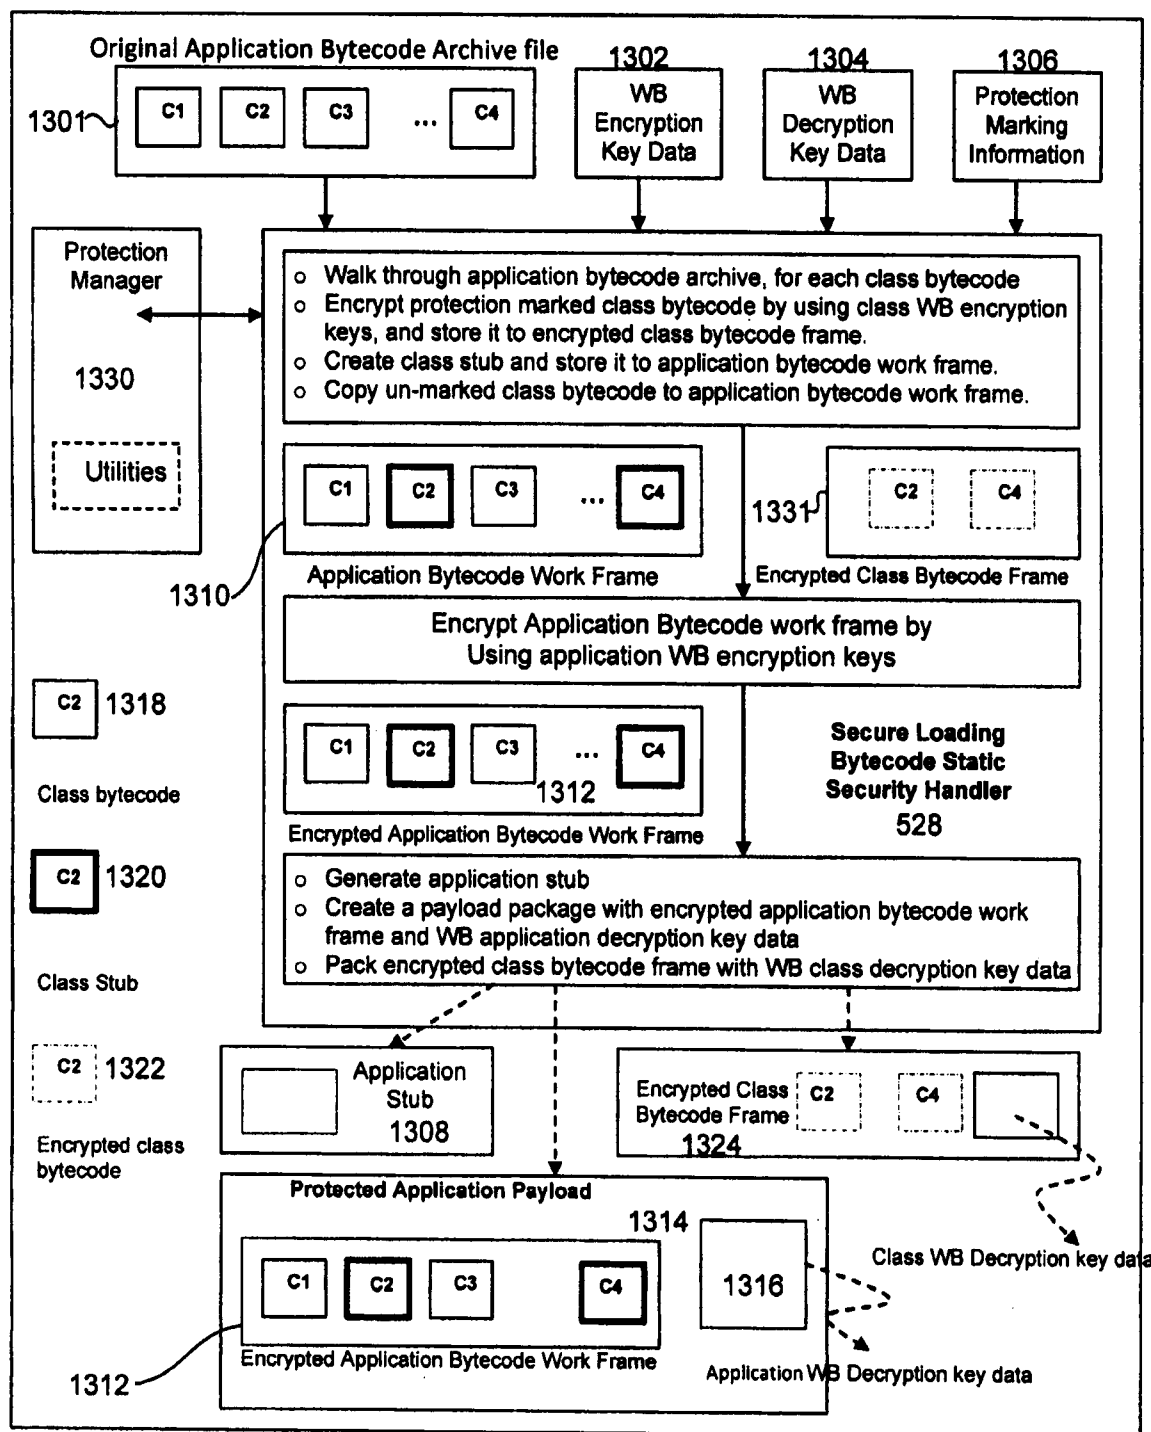 Original Application Bytecode Archive file
1301
C1 C2 C3 ... C4
1302
WB
Encryption
Key Data
1304
WB
Decryption
Key Data
1306
Protection
Marking
Information
Protection
Manager
1330
Utilities
o Walk through application bytecode archive, for each class bytecode
o Encrypt protection marked class bytecode by using class WB encryption
keys, and store it to encrypted class bytecode frame.
o Create class stub and store it to application bytecode work frame.
o Copy un-marked class bytecode to application bytecode work frame.
C1 C2 C3 ... C4
1310
Application Bytecode Work Frame
1331
C2 C4
Encrypted Class Bytecode Frame
Encrypt Application Bytecode work frame by
Using application WB encryption keys
C1 C2 C3 ... C4
1312
Encrypted Application Bytecode Work Frame
Secure Loading
Bytecode Static
Security Handler
528
C2 1318
Class bytecode
C2 1320
Class Stub
C2 1322
Encrypted class
bytecode
o Generate application stub
o Create a payload package with encrypted application bytecode work
frame and WB application decryption key data
o Pack encrypted class bytecode frame with WB class decryption key data
Application
Stub
1308
Encrypted Class
Bytecode Frame
1324
C2 C4
Protected Application Payload
1314
C1 C2 C3 C4
1316
Encrypted Application Bytecode Work Frame
1312
Class WB Decryption key data
Application WB Decryption key data